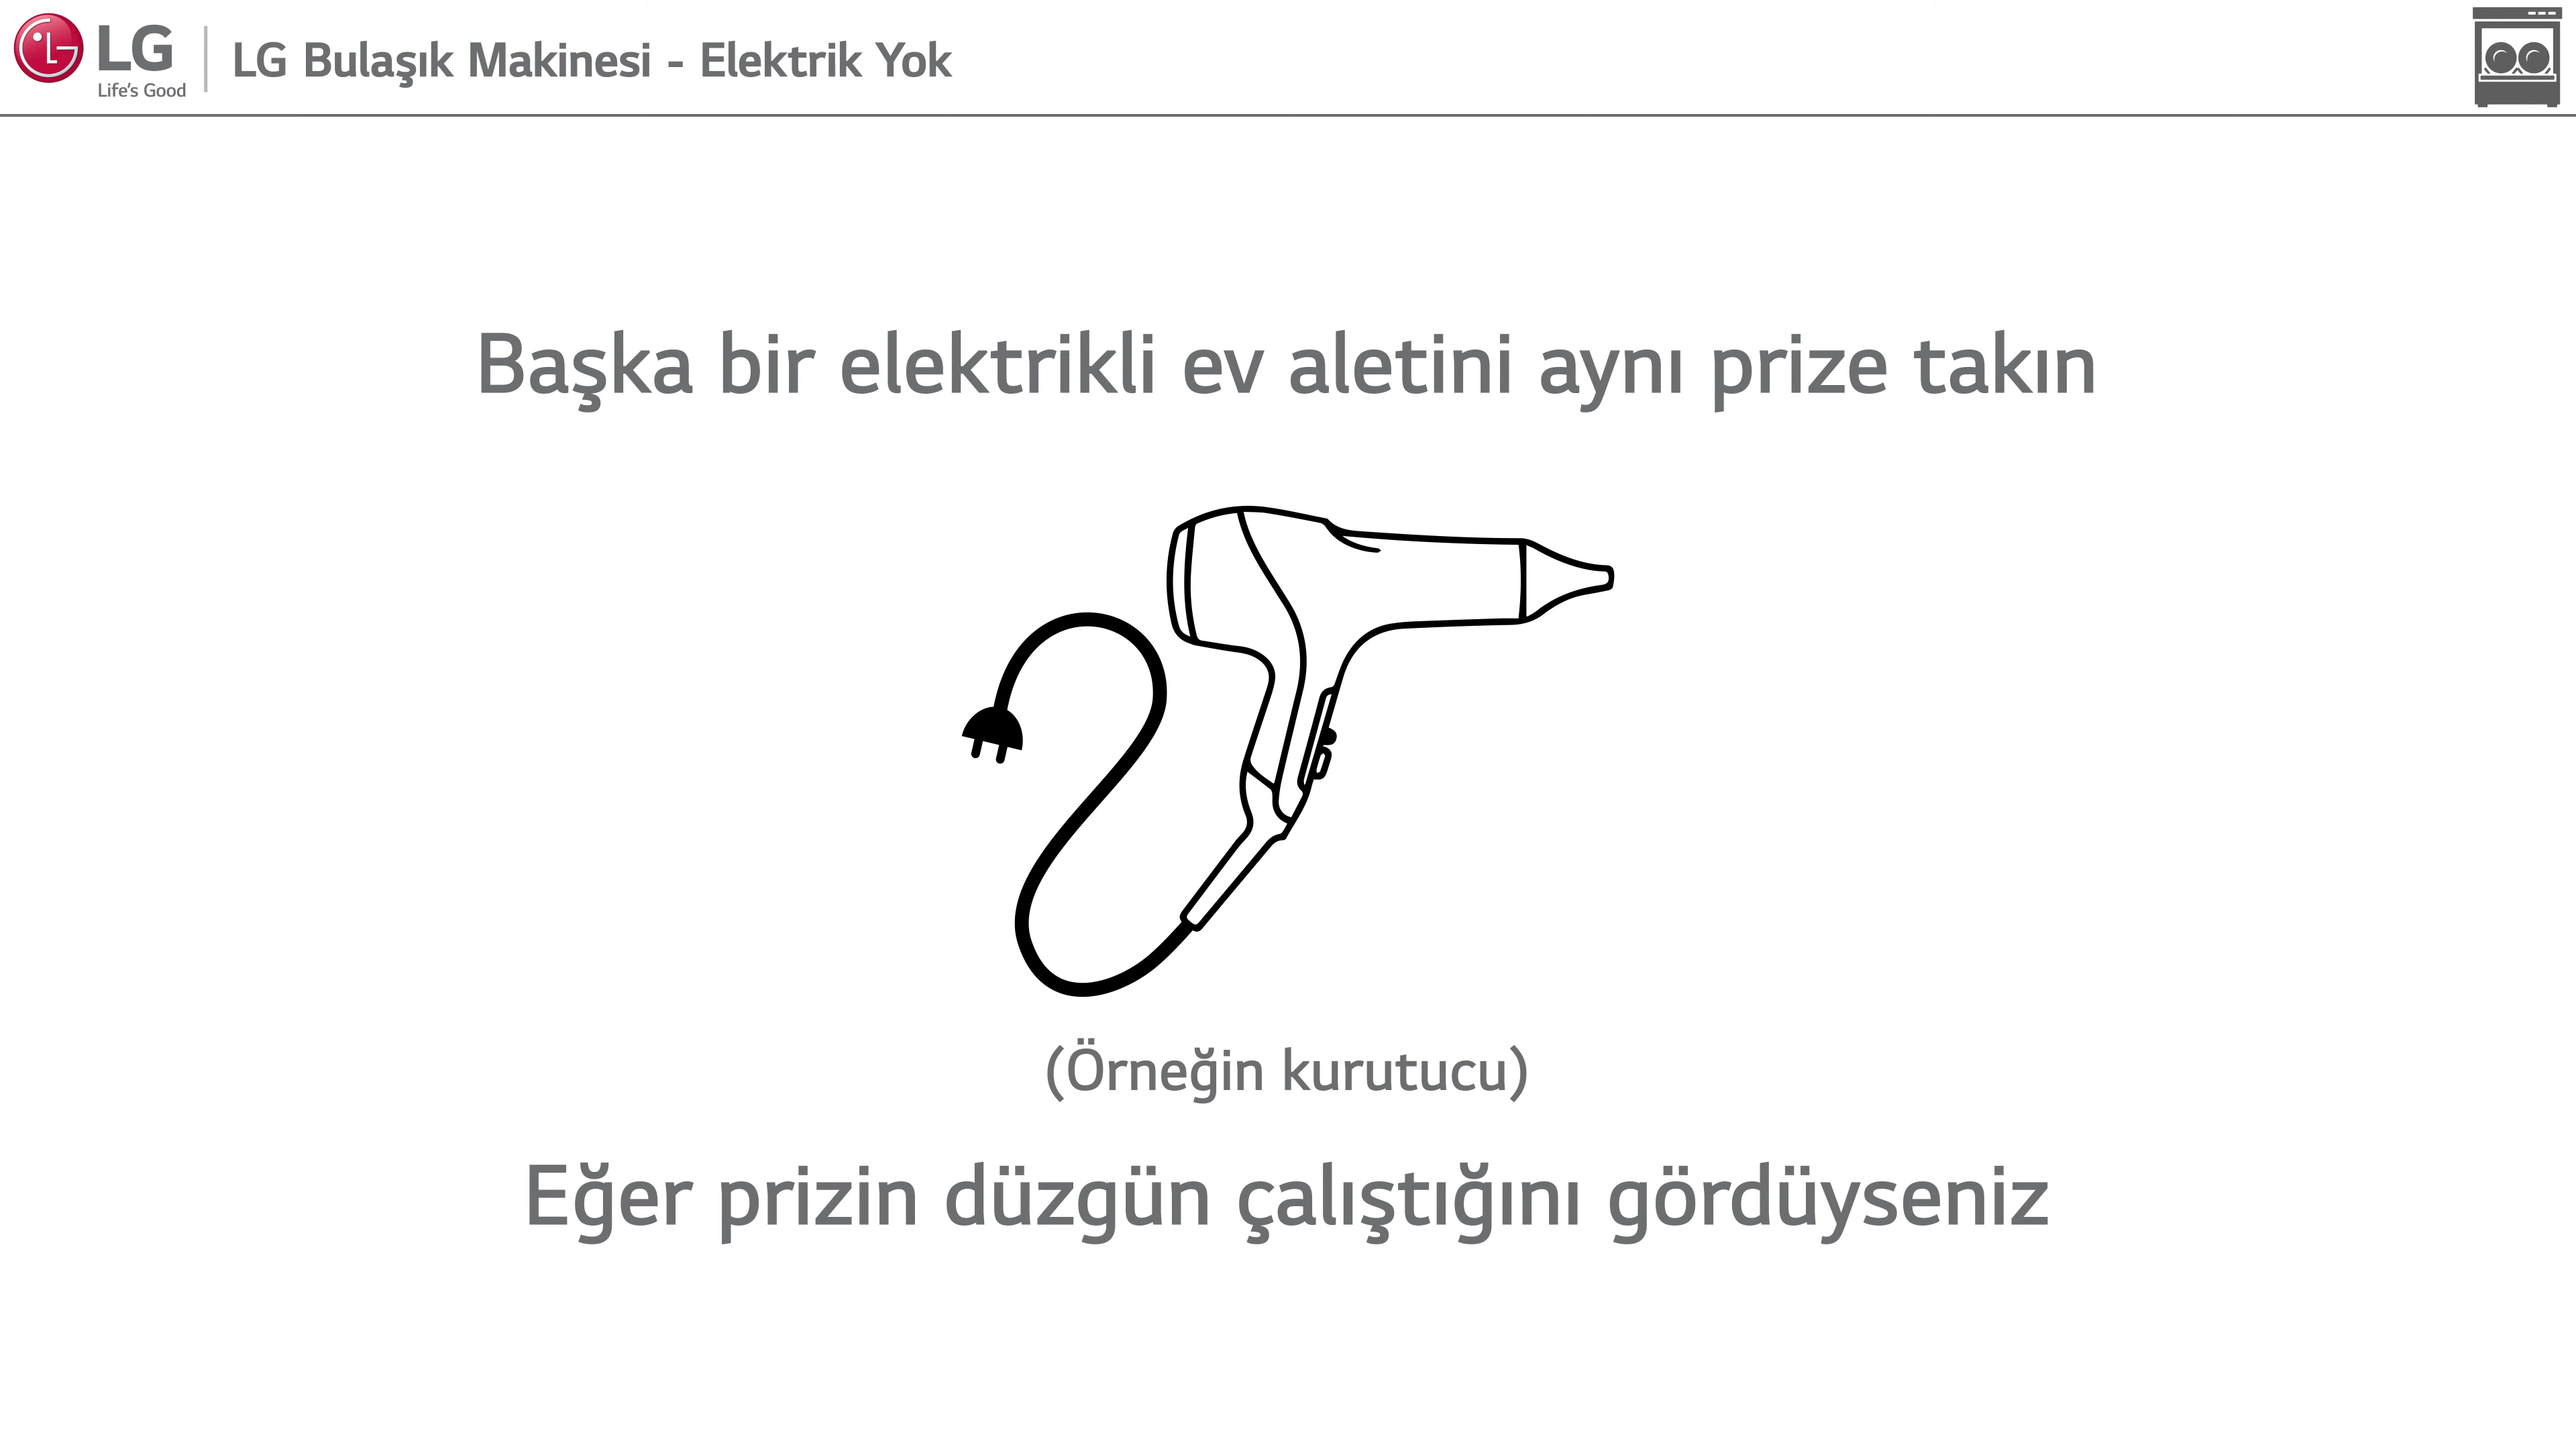 LG
Life's Good
LG Bulaşık Makinesi - Elektrik Yok
Başka bir elektrikli ev aletini aynı prize takın
(Örneğin kurutucu)
Eğer prizin düzgün çalıştığını gördüyseniz